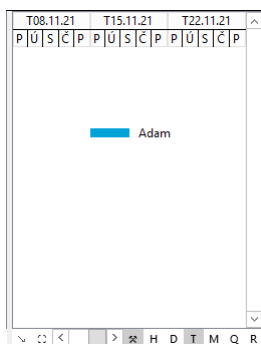 T08.11.21 T15.11.21 T22.11.21
P Ú S Č P P Ú S Č P P Ú S Č P
Adam
H D T M Q R